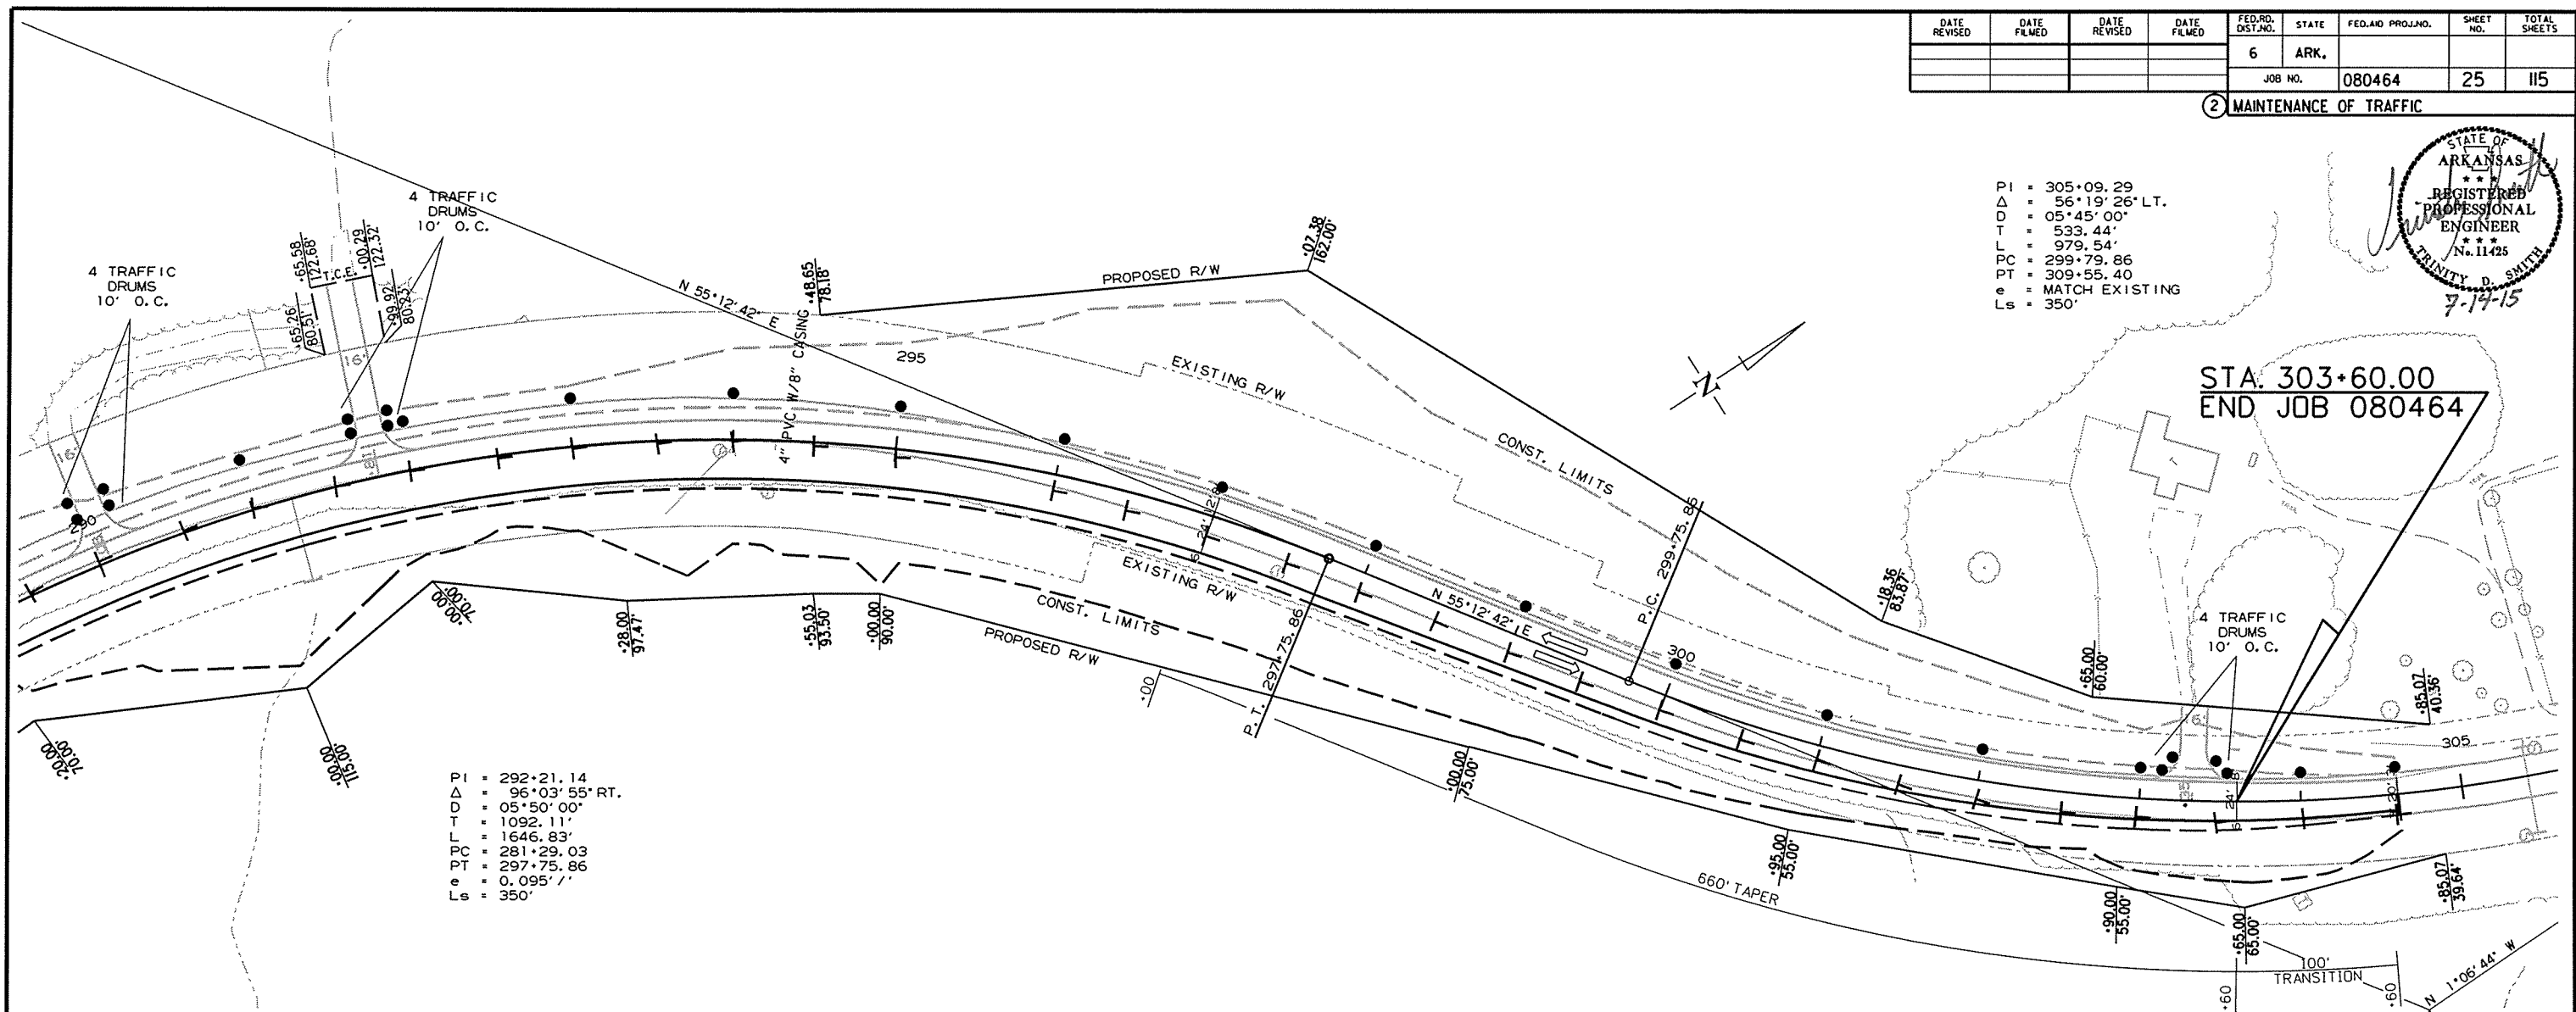 DATE REVISED
DATE FILMED
DATE REVISED
DATE FILMED
FED.RD. DIST.NO.
STATE
FED.AID PROJ.NO.
SHEET NO.
TOTAL SHEETS
6
ARK.
JOB NO.
080464
25
115
2 MAINTENANCE OF TRAFFIC
STATE OF
ARKANSAS
★ ★ ★
REGISTERED
PROFESSIONAL
ENGINEER
★ ★ ★
No. 11425
TRINITY D. SMITH
7-14-15
PI = 305+09.29
Δ = 56°19'26" LT.
D = 05°45'00"
T = 533.44'
L = 979.54'
PC = 299+79.86
PT = 309+55.40
e = MATCH EXISTING
Ls = 350'
STA. 303+60.00
END JOB 080464
4 TRAFFIC
DRUMS
10' O.C.
4 TRAFFIC
DRUMS
10' O.C.
+65.58
122.68'
T.C.E.
+00.29
122.32'
+65.26
80.51'
+99.92
80.23'
16'
16'
290
N 55°12'42" E
+48.65
78.18'
4" PVC W/8" CASING
295
PROPOSED R/W
+07.38
162.00'
EXISTING R/W
CONST. LIMITS
N
P.C. 299+75.86
+18.36
83.87'
+65.00
60.00'
4 TRAFFIC
DRUMS
10' O.C.
+85.07
40.36'
305
300
N 55°12'42" E
P.T. 297+75.86
EXISTING R/W
CONST. LIMITS
PROPOSED R/W
+20.00
70.00'
+00.00
115.00'
+00.00
70.00'
+28.00
97.47'
+55.03
93.50'
+00.00
90.00'
+00
+00.00
75.00'
+95.00
55.00'
+90.00
55.00'
+65.00
65.00'
+85.07
39.64'
660' TAPER
100'
TRANSITION
+60
+60
N 1°06'44" W
PI = 292+21.14
Δ = 96°03'55" RT.
D = 05°50'00"
T = 1092.11'
L = 1646.83'
PC = 281+29.03
PT = 297+75.86
e = 0.095'/'
Ls = 350'